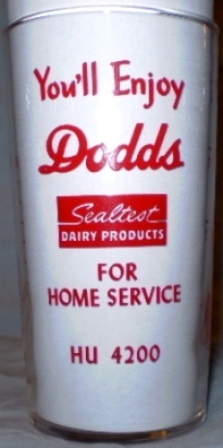 You'll Enjoy
Dodds
Sealtest
DAIRY PRODUCTS
FOR
HOME SERVICE
HU 4200